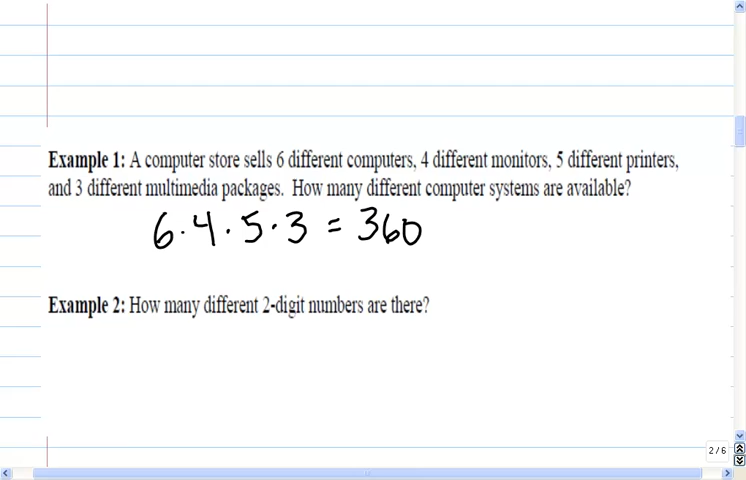 Example 1: A computer store sells 6 different computers, 4 different monitors, 5 different printers,
and 3 different multimedia packages. How many different computer systems are available?
6 · 4 · 5 · 3 = 360
Example 2: How many different 2-digit numbers are there?
2 / 6